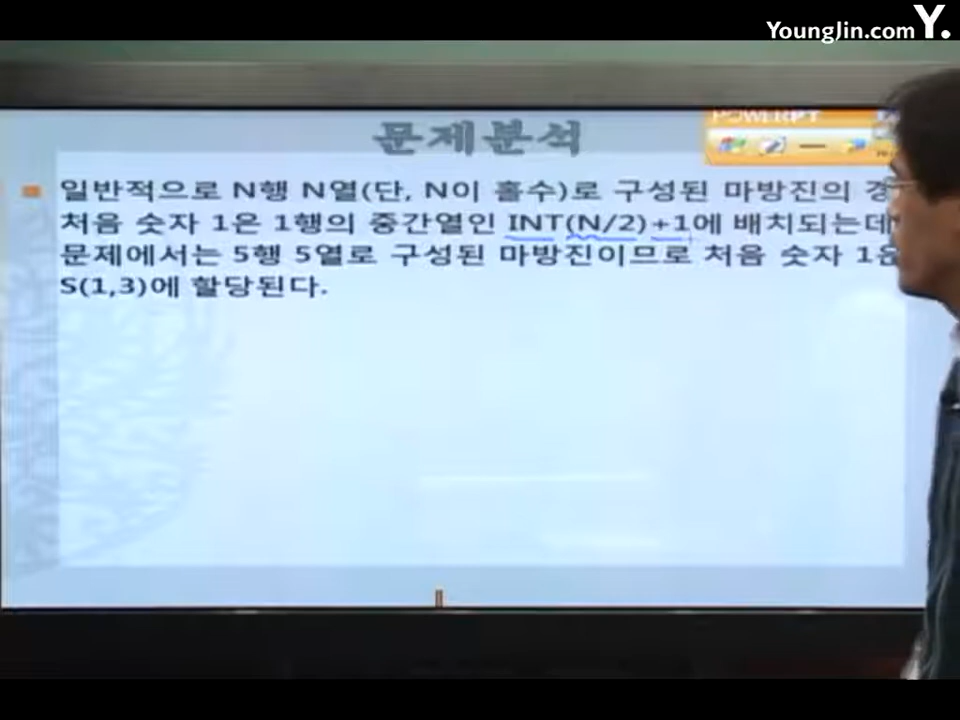 YoungJin.com Y.
문제분석
POWERPT
일반적으로 N행 N열(단, N이 홀수)로 구성된 마방진의 경
처음 숫자 1은 1행의 중간열인 INT(N/2)+1에 배치되는데
문제에서는 5행 5열로 구성된 마방진이므로 처음 숫자 1은
S(1,3)에 할당된다.